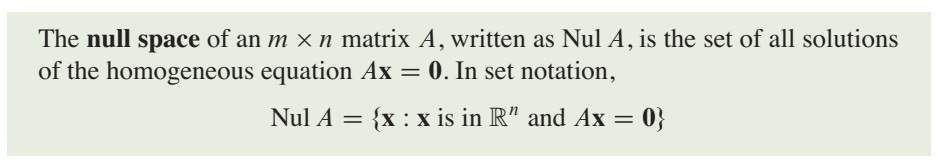 The null space of an m × n matrix A, written as Nul A, is the set of all solutions
of the homogeneous equation Ax = 0. In set notation,
Nul A = {x : x is in ℝⁿ and Ax = 0}